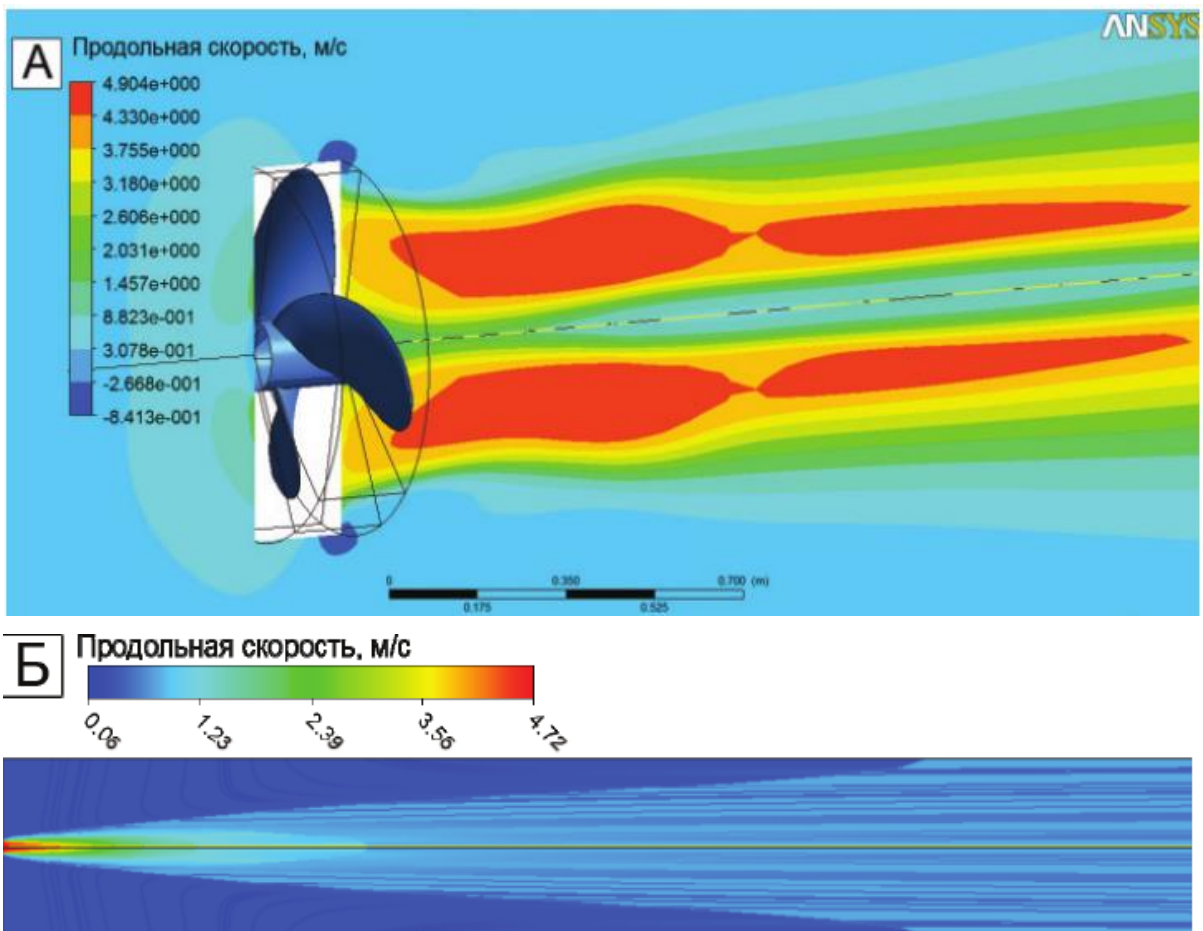 ANSYS
А
Продольная скорость, м/с
4.904e+000
4.330e+000
3.755e+000
3.180e+000
2.606e+000
2.031e+000
1.457e+000
8.823e-001
3.078e-001
-2.668e-001
-8.413e-001
0 0.350 0.700 (m)
0.175 0.525
Б
Продольная скорость, м/с
0.06 1.23 2.39 3.56 4.72